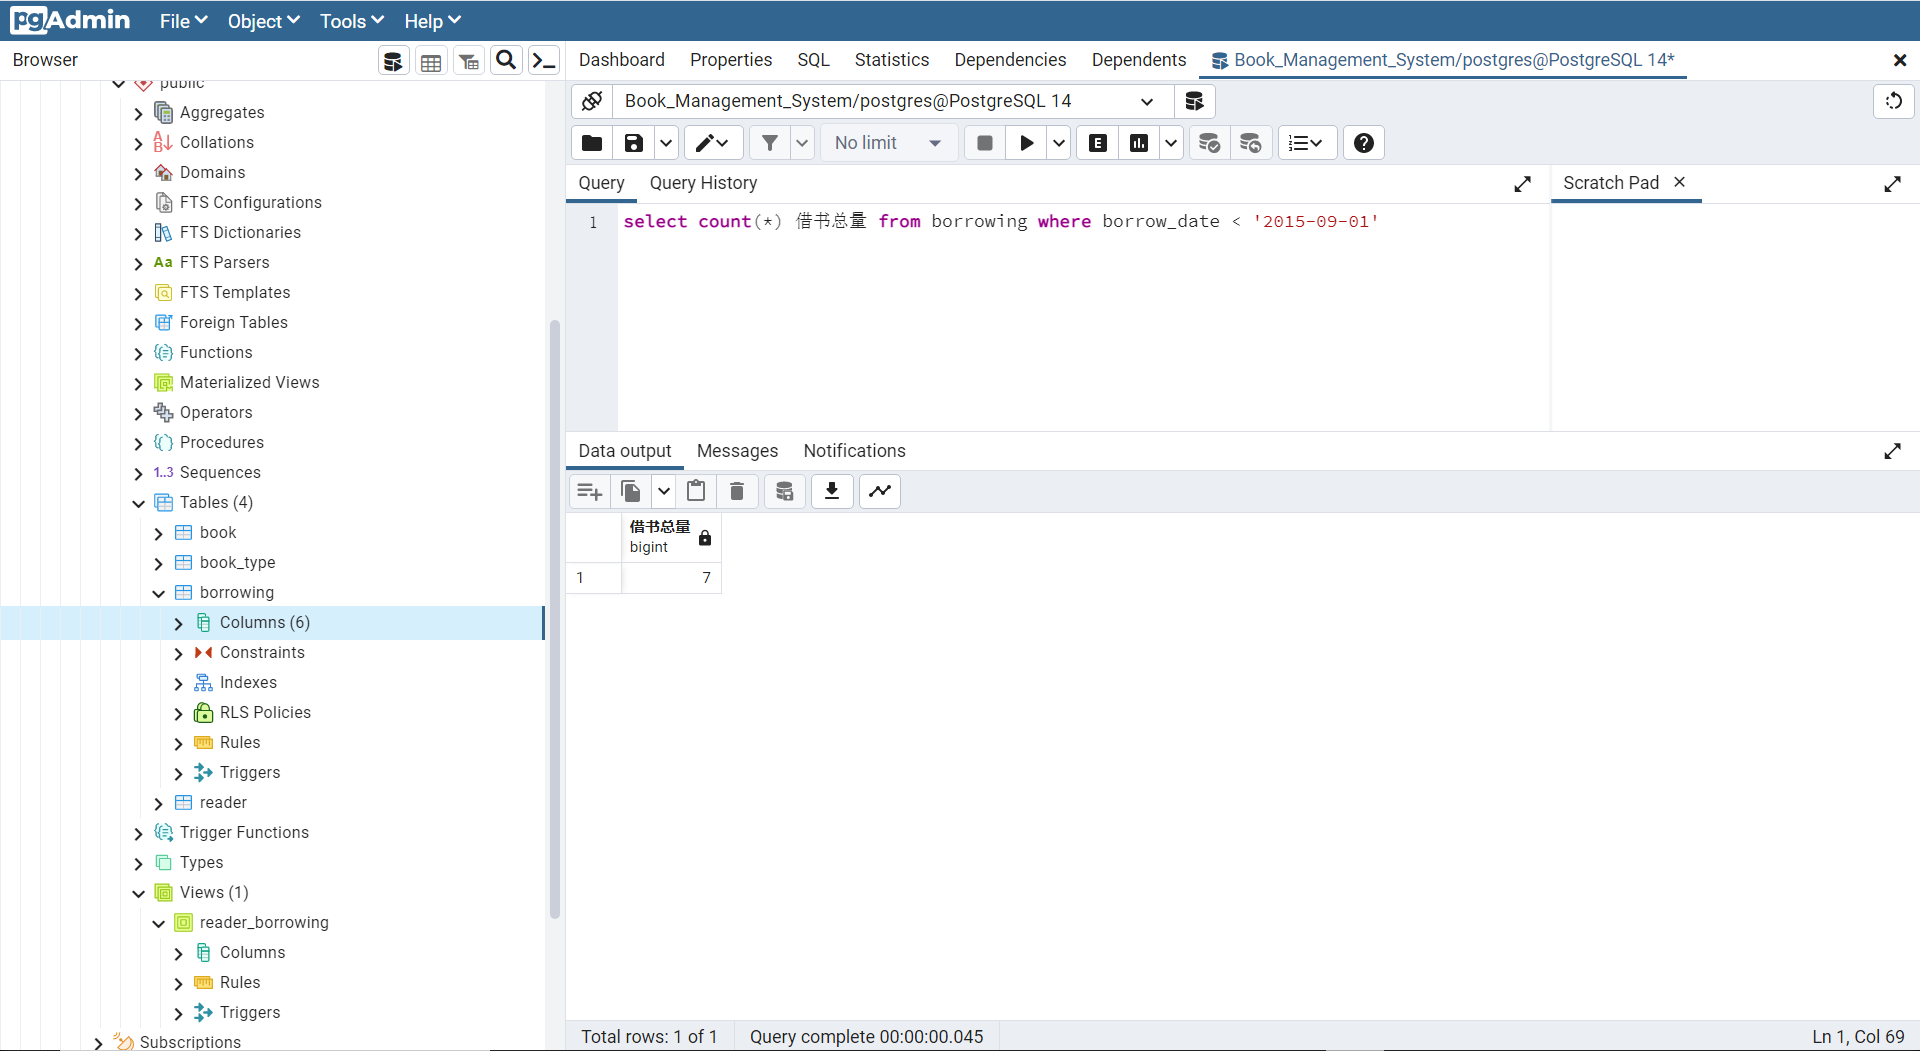 pgAdmin File Object Tools Help
Browser
Dashboard Properties SQL Statistics Dependencies Dependents Book_Management_System/postgres@PostgreSQL 14*
public
Aggregates
Collations
Domains
FTS Configurations
FTS Dictionaries
Aa FTS Parsers
FTS Templates
Foreign Tables
Functions
Materialized Views
Operators
Procedures
1..3 Sequences
Tables (4)
book
book_type
borrowing
Columns (6)
Constraints
Indexes
RLS Policies
Rules
Triggers
reader
Trigger Functions
Types
Views (1)
reader_borrowing
Columns
Rules
Triggers
Subscriptions
Book_Management_System/postgres@PostgreSQL 14
No limit E
Query Query History
Scratch Pad
1 select count(*) 借书总量 from borrowing where borrow_date < '2015-09-01'
Data output Messages Notifications
借书总量
bigint
1 7
Total rows: 1 of 1 Query complete 00:00:00.045 Ln 1, Col 69